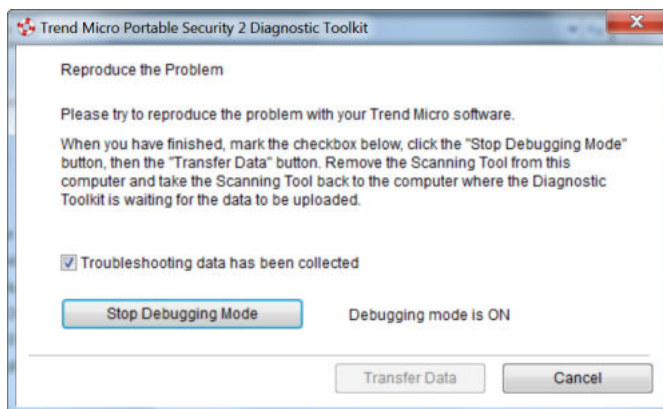 Trend Micro Portable Security 2 Diagnostic Toolkit
Reproduce the Problem
Please try to reproduce the problem with your Trend Micro software.
When you have finished, mark the checkbox below, click the "Stop Debugging Mode"
button, then the "Transfer Data" button. Remove the Scanning Tool from this
computer and take the Scanning Tool back to the computer where the Diagnostic
Toolkit is waiting for the data to be uploaded.
Troubleshooting data has been collected
Stop Debugging Mode Debugging mode is ON
Transfer Data Cancel